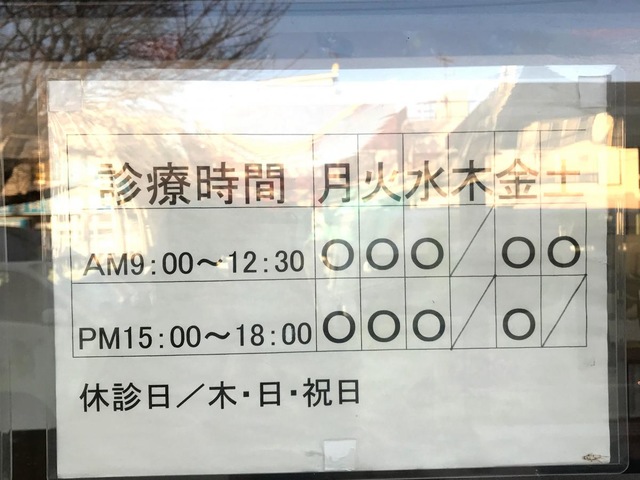 診療時間 月 火 水 木 金 土
AM9:00～12:30 ○ ○ ○ ／ ○ ○
PM15:00～18:00 ○ ○ ○ ／ ○ ／
休診日／木・日・祝日